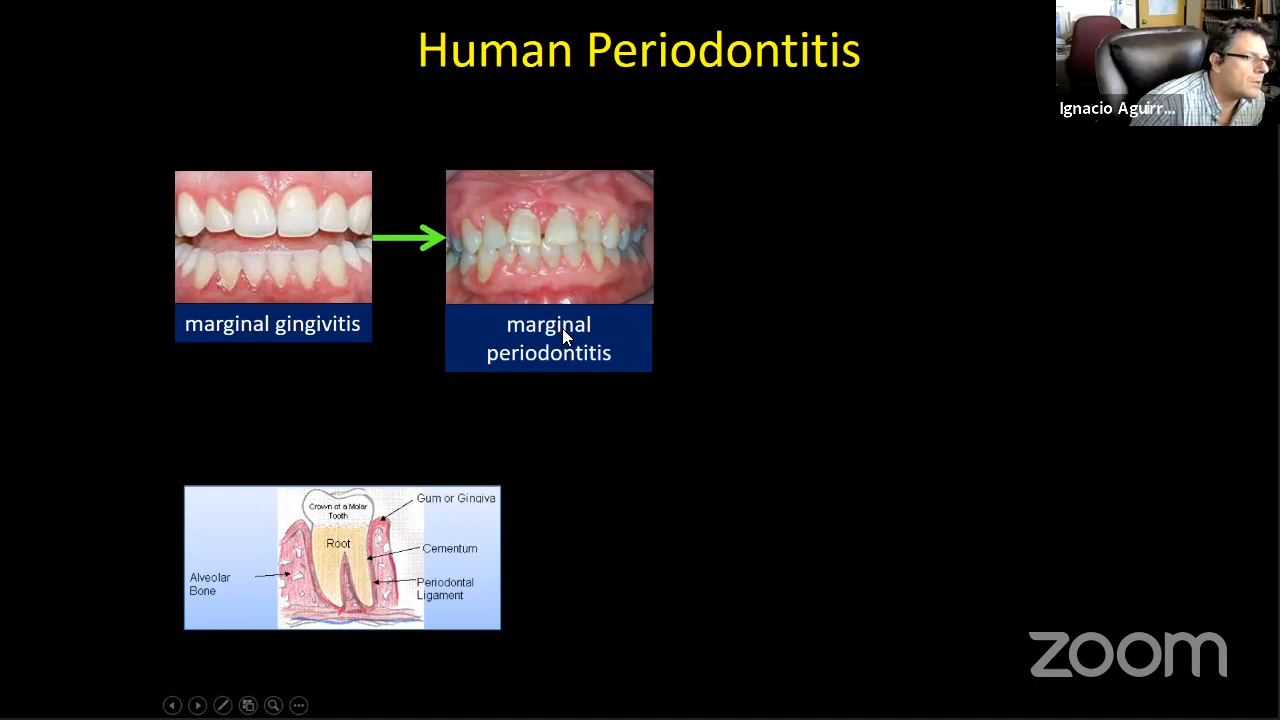 Human Periodontitis
Ignacio Aguirr...
marginal gingivitis
marginal
periodontitis
Crown of a Molar
Tooth
Gum or Gingiva
Root
Cementum
Alveolar
Bone
Periodontal
Ligament
zoom